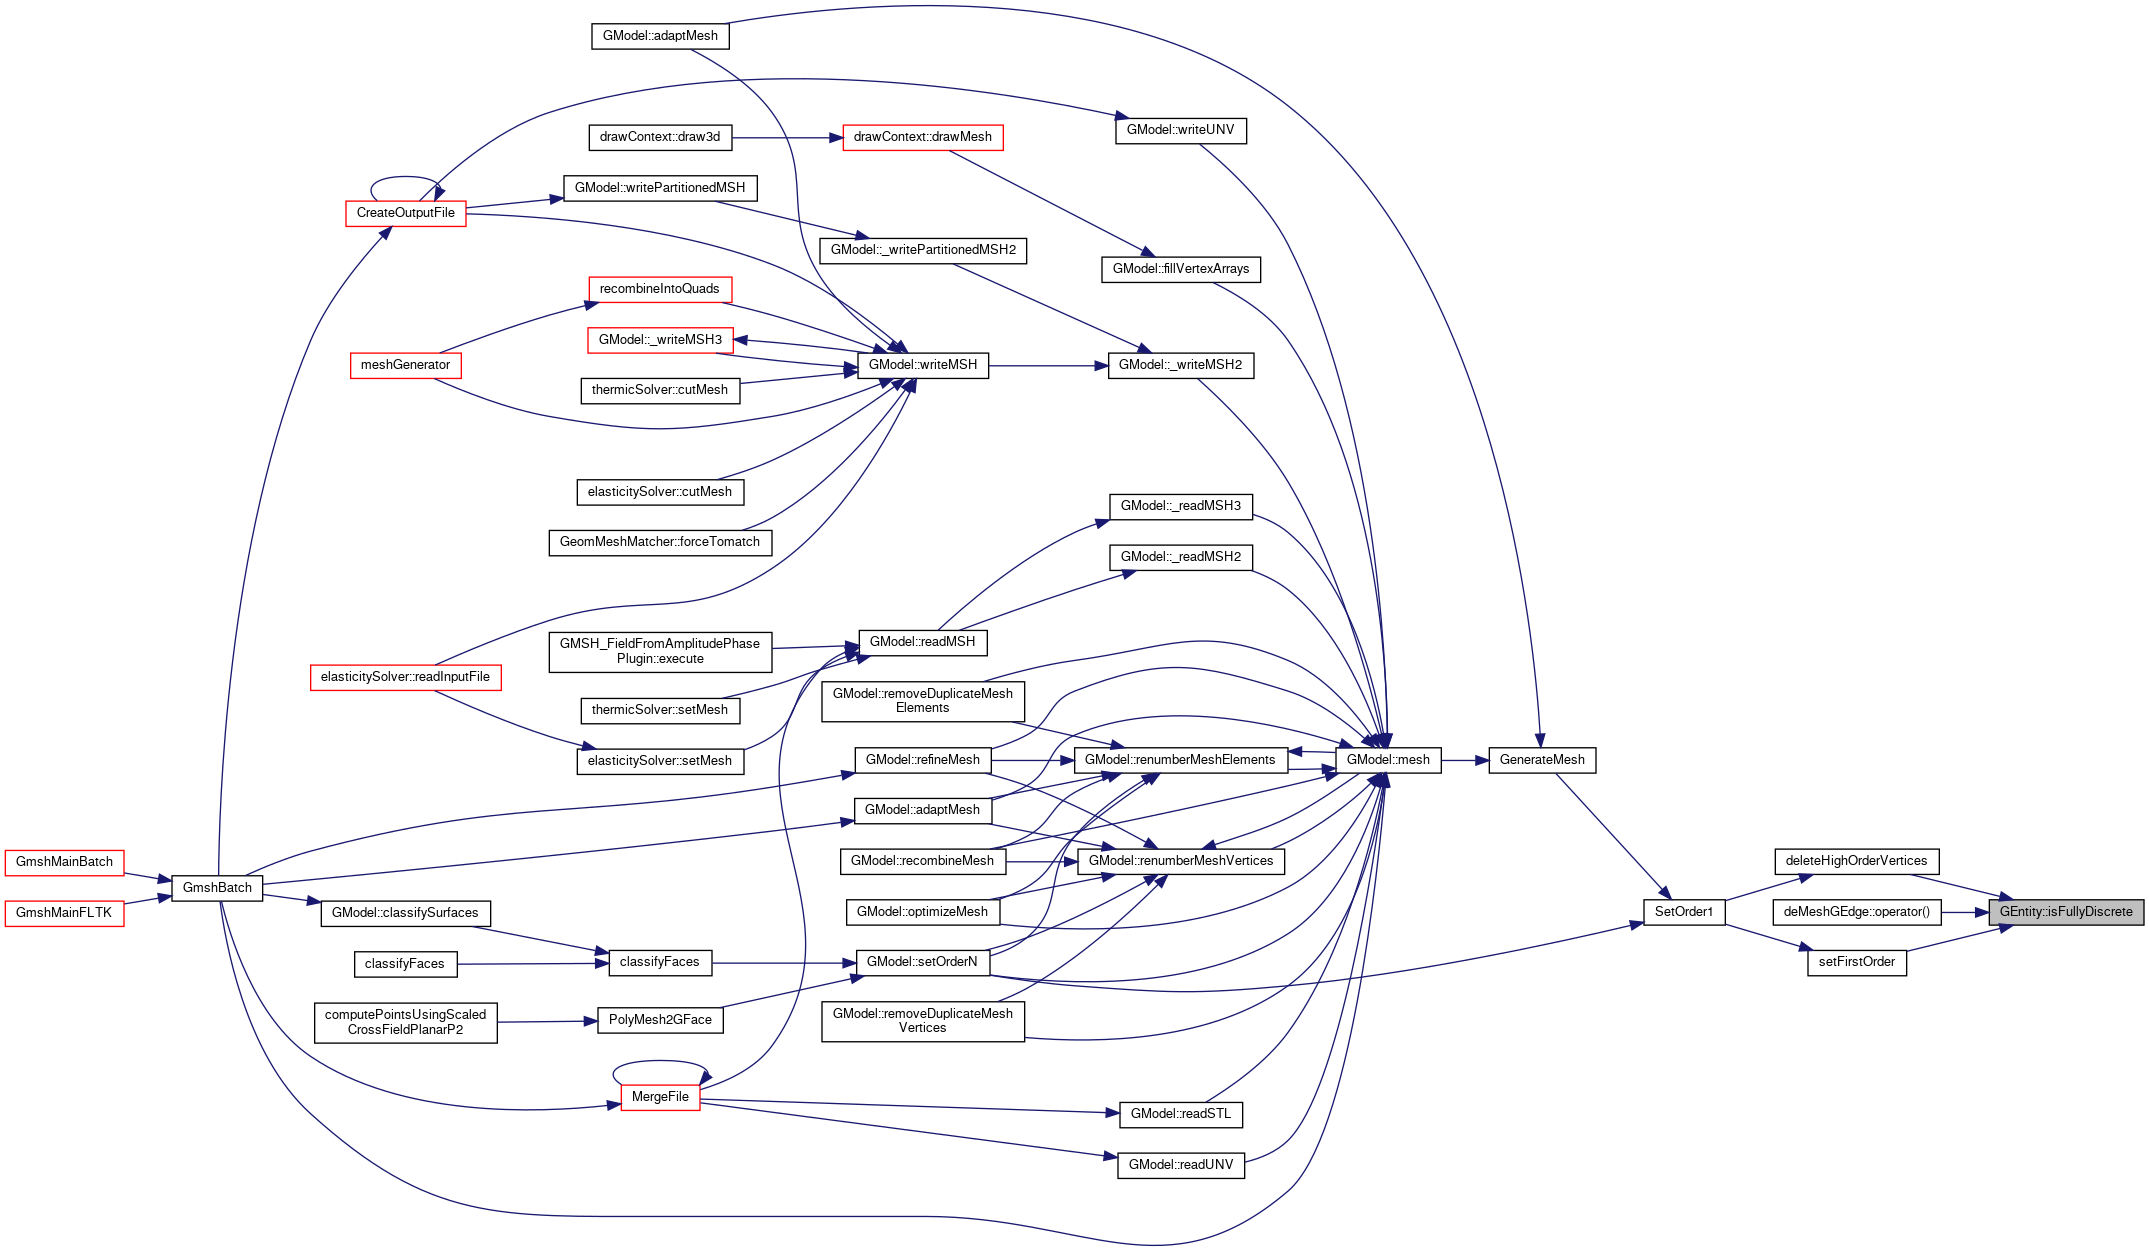 GModel::adaptMesh
GModel::writeUNV
drawContext::draw3d
drawContext::drawMesh
GModel::writePartitionedMSH
CreateOutputFile
GModel::_writePartitionedMSH2
GModel::fillVertexArrays
recombineIntoQuads
GModel::_writeMSH3
meshGenerator
GModel::writeMSH
GModel::_writeMSH2
thermicSolver::cutMesh
elasticitySolver::cutMesh
GModel::_readMSH3
GeomMeshMatcher::forceTomatch
GModel::_readMSH2
GModel::readMSH
GMSH_FieldFromAmplitudePhase
Plugin::execute
elasticitySolver::readInputFile
GModel::removeDuplicateMesh
Elements
thermicSolver::setMesh
elasticitySolver::setMesh
GModel::refineMesh
GModel::renumberMeshElements
GModel::mesh
GenerateMesh
GModel::adaptMesh
GmshMainBatch
GModel::recombineMesh
GModel::renumberMeshVertices
deleteHighOrderVertices
GmshBatch
GmshMainFLTK
GModel::classifySurfaces
GModel::optimizeMesh
SetOrder1
deMeshGEdge::operator()
GEntity::isFullyDiscrete
classifyFaces
classifyFaces
GModel::setOrderN
setFirstOrder
computePointsUsingScaled
CrossFieldPlanarP2
PolyMesh2GFace
GModel::removeDuplicateMesh
Vertices
MergeFile
GModel::readSTL
GModel::readUNV